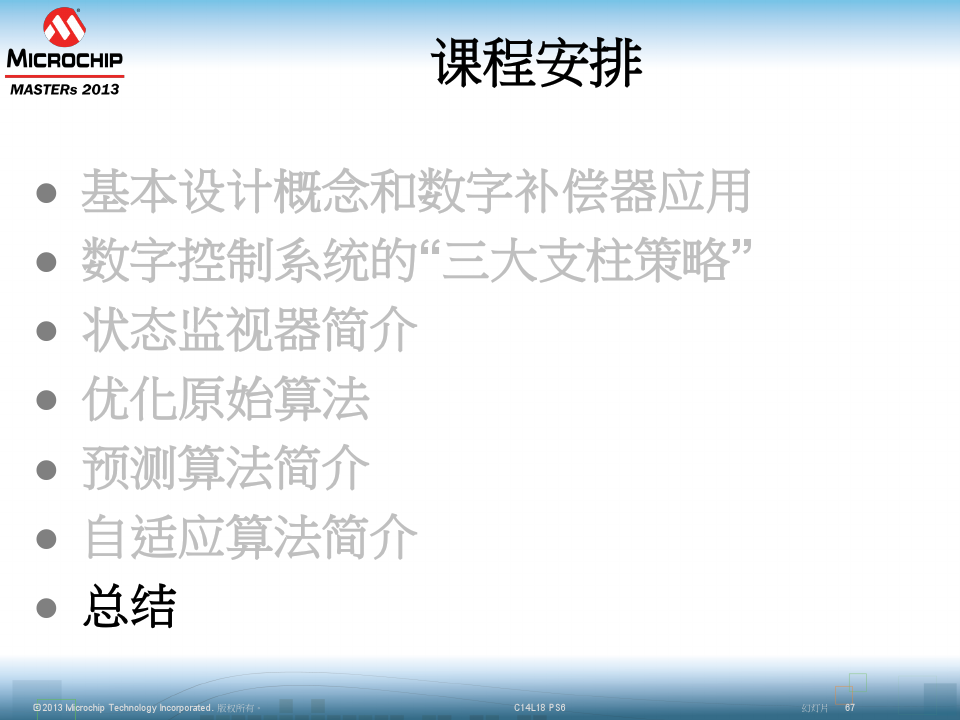 MICROCHIP
MASTERs 2013
课程安排
● 基本设计概念和数字补偿器应用
● 数字控制系统的“三大支柱策略”
● 状态监视器简介
● 优化原始算法
● 预测算法简介
● 自适应算法简介
● 总结
©2013 Microchip Technology Incorporated. 版权所有。
C14L18 PS6
幻灯片 67